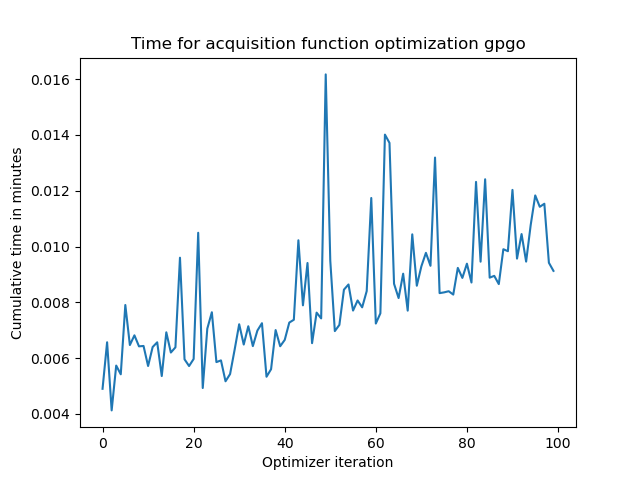 Time for acquisition function optimization gpgo
Cumulative time in minutes
0.016
0.014
0.012
0.010
0.008
0.006
0.004
0 20 40 60 80 100
Optimizer iteration